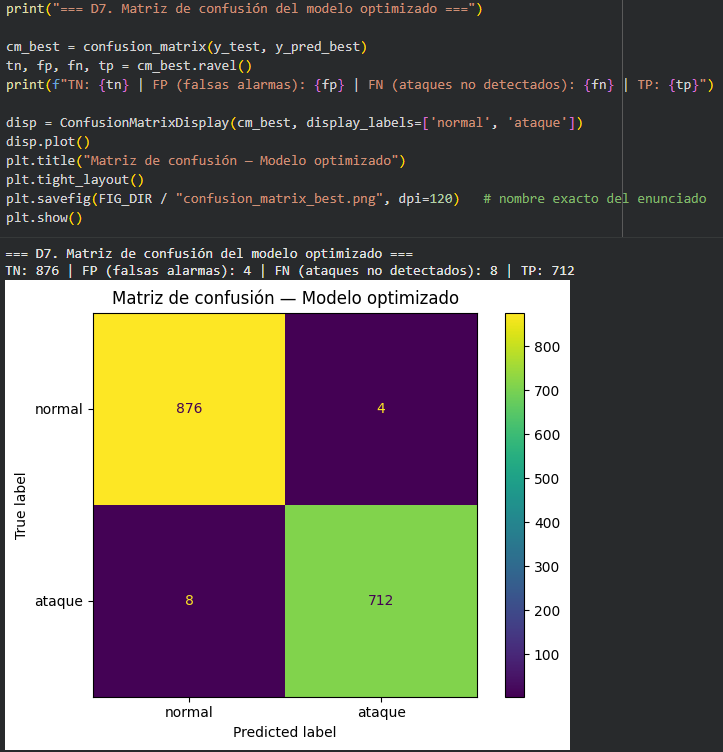 print("=== D7. Matriz de confusión del modelo optimizado ===")
cm_best = confusion_matrix(y_test, y_pred_best)
tn, fp, fn, tp = cm_best.ravel()
print(f"TN: {tn} | FP (falsas alarmas): {fp} | FN (ataques no detectados): {fn} | TP: {tp}")
disp = ConfusionMatrixDisplay(cm_best, display_labels=['normal', 'ataque'])
disp.plot()
plt.title("Matriz de confusión — Modelo optimizado")
plt.tight_layout()
plt.savefig(FIG_DIR / "confusion_matrix_best.png", dpi=120)   # nombre exacto del enunciado
plt.show()
=== D7. Matriz de confusión del modelo optimizado ===
TN: 876 | FP (falsas alarmas): 4 | FN (ataques no detectados): 8 | TP: 712
Matriz de confusión — Modelo optimizado
800
700
600
500
400
300
200
100
True label
normal
876
4
ataque
8
712
normal
ataque
Predicted label